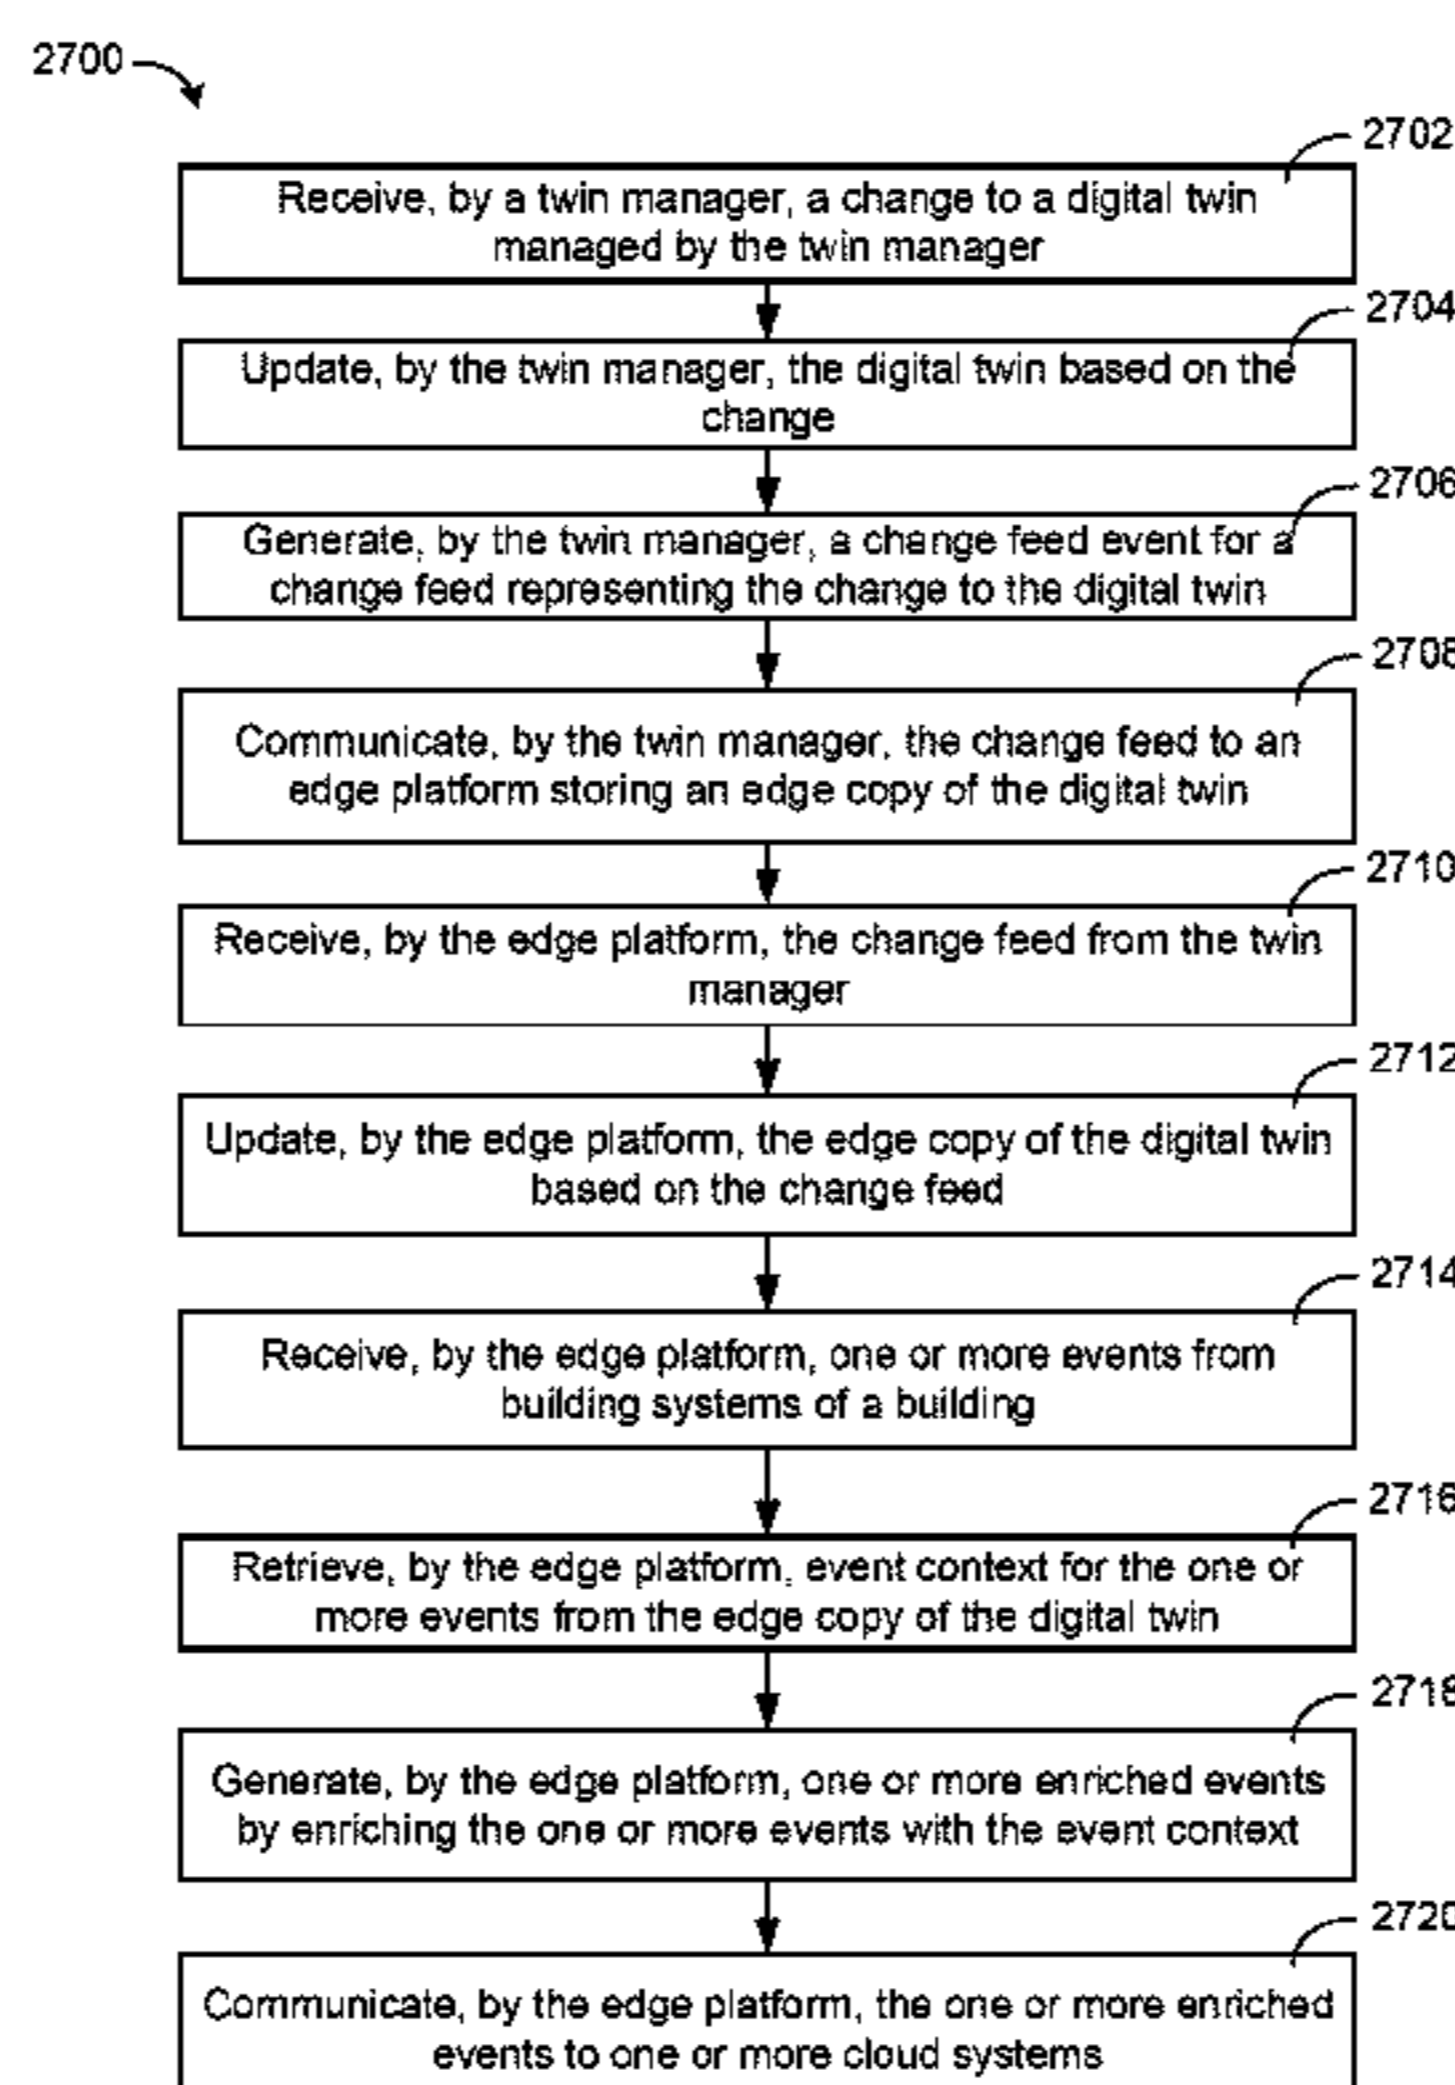 2700
2702
Receive, by a twin manager, a change to a digital twin
managed by the twin manager
2704
Update, by the twin manager, the digital twin based on the
change
2706
Generate, by the twin manager, a change feed event for a
change feed representing the change to the digital twin
2708
Communicate, by the twin manager, the change feed to an
edge platform storing an edge copy of the digital twin
2710
Receive, by the edge platform, the change feed from the twin
manager
2712
Update, by the edge platform, the edge copy of the digital twin
based on the change feed
2714
Receive, by the edge platform, one or more events from
building systems of a building
2716
Retrieve, by the edge platform, event context for the one or
more events from the edge copy of the digital twin
2718
Generate, by the edge platform, one or more enriched events
by enriching the one or more events with the event context
2720
Communicate, by the edge platform, the one or more enriched
events to one or more cloud systems